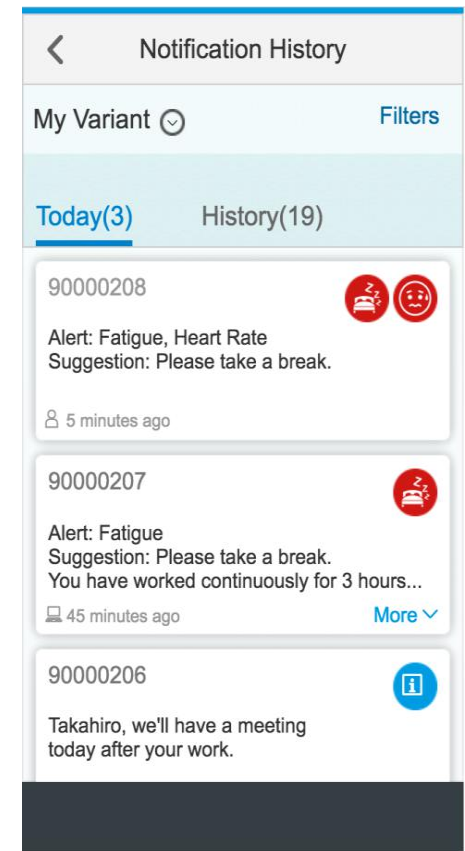 Notification History
My Variant
Filters
Today(3)
History(19)
90000208
Alert: Fatigue, Heart Rate
Suggestion: Please take a break.
5 minutes ago
90000207
Alert: Fatigue
Suggestion: Please take a break.
You have worked continuously for 3 hours...
45 minutes ago
More
90000206
Takahiro, we'll have a meeting
today after your work.